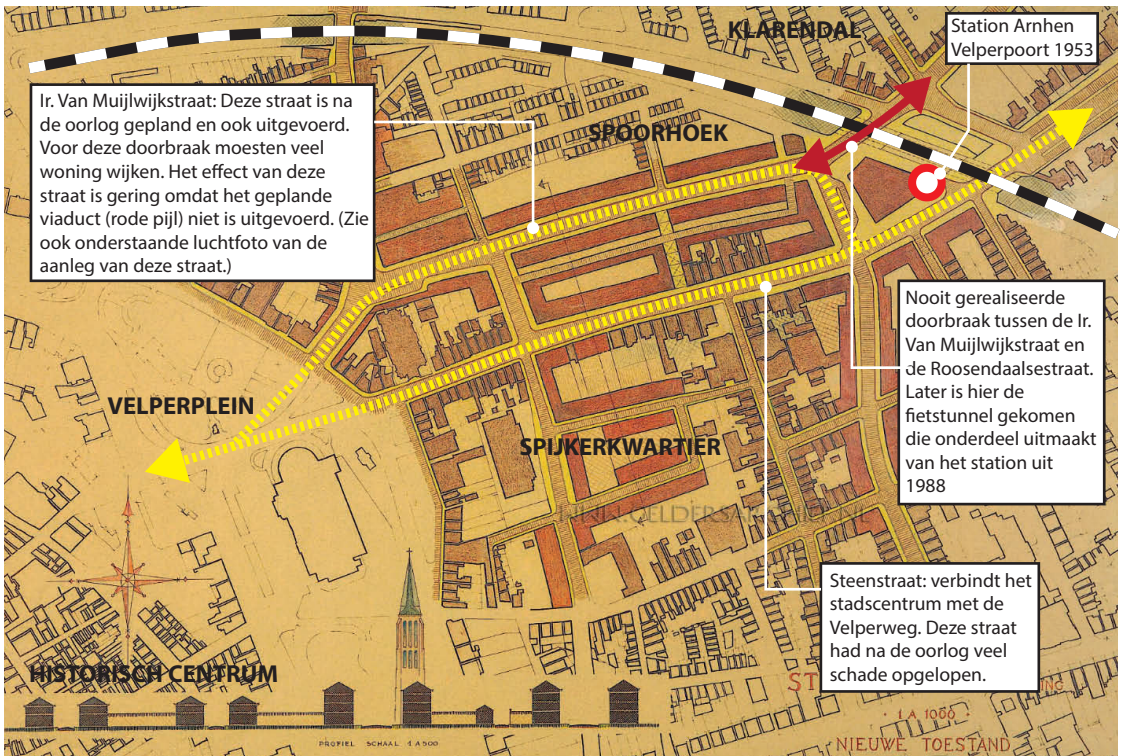 KLARENDAL
Station Arnhen
Velperpoort 1953
Ir. Van Muijlwijkstraat: Deze straat is na
de oorlog gepland en ook uitgevoerd.
Voor deze doorbraak moesten veel
woning wijken. Het effect van deze
straat is gering omdat het geplande
viaduct (rode pijl) niet is uitgevoerd. (Zie
ook onderstaande luchtfoto van de
aanleg van deze straat.)
SPOORHOEK
Nooit gerealiseerde
doorbraak tussen de Ir.
Van Muijlwijkstraat en
de Roosendaalsestraat.
Later is hier de
fietstunnel gekomen
die onderdeel uitmaakt
van het station uit
1988
VELPERPLEIN
SPIJKERKWARTIER
Steenstraat: verbindt het
stadscentrum met de
Velperweg. Deze straat
had na de oorlog veel
schade opgelopen.
HISTORISCH CENTRUM
PROFIEL SCHAAL 1 A 500
1 A 1000
NIEUWE TOESTAND